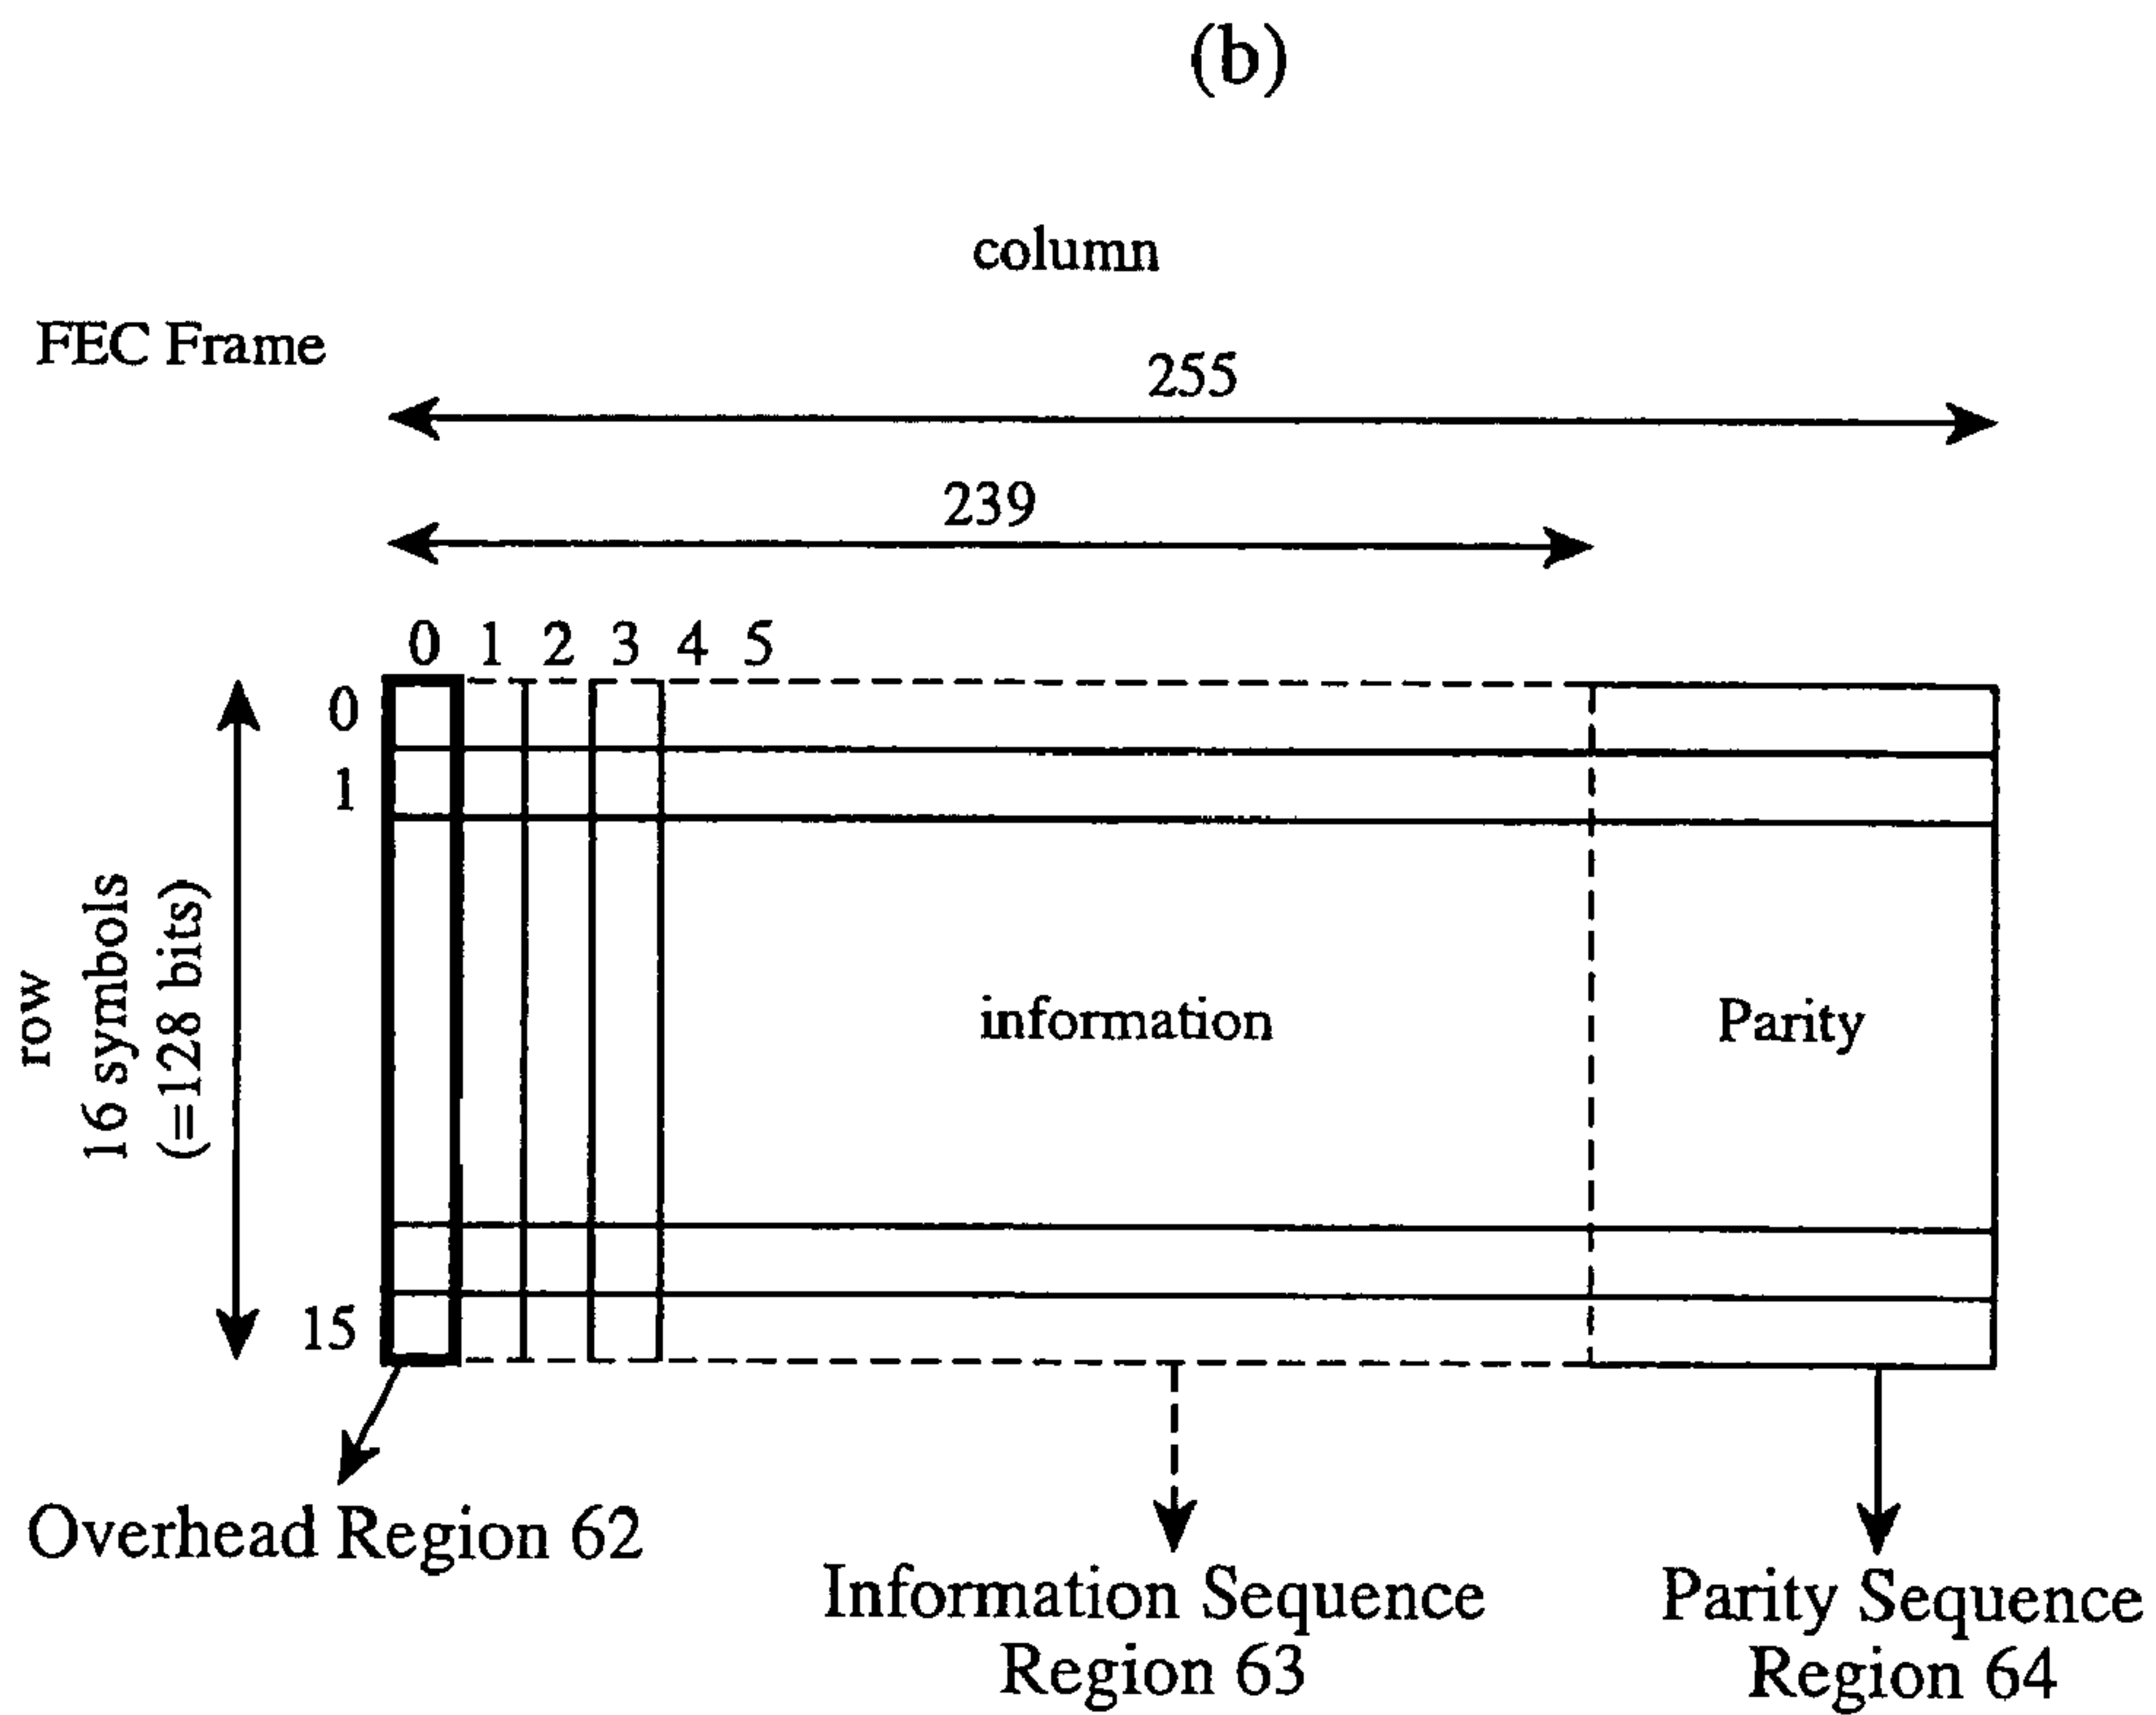 (b)
column
FEC Frame
255
239
0 1 2 3 4 5
0
1
15
row
16 symbols
(=128 bits)
information
Parity
Overhead Region 62
Information Sequence
Region 63
Parity Sequence
Region 64